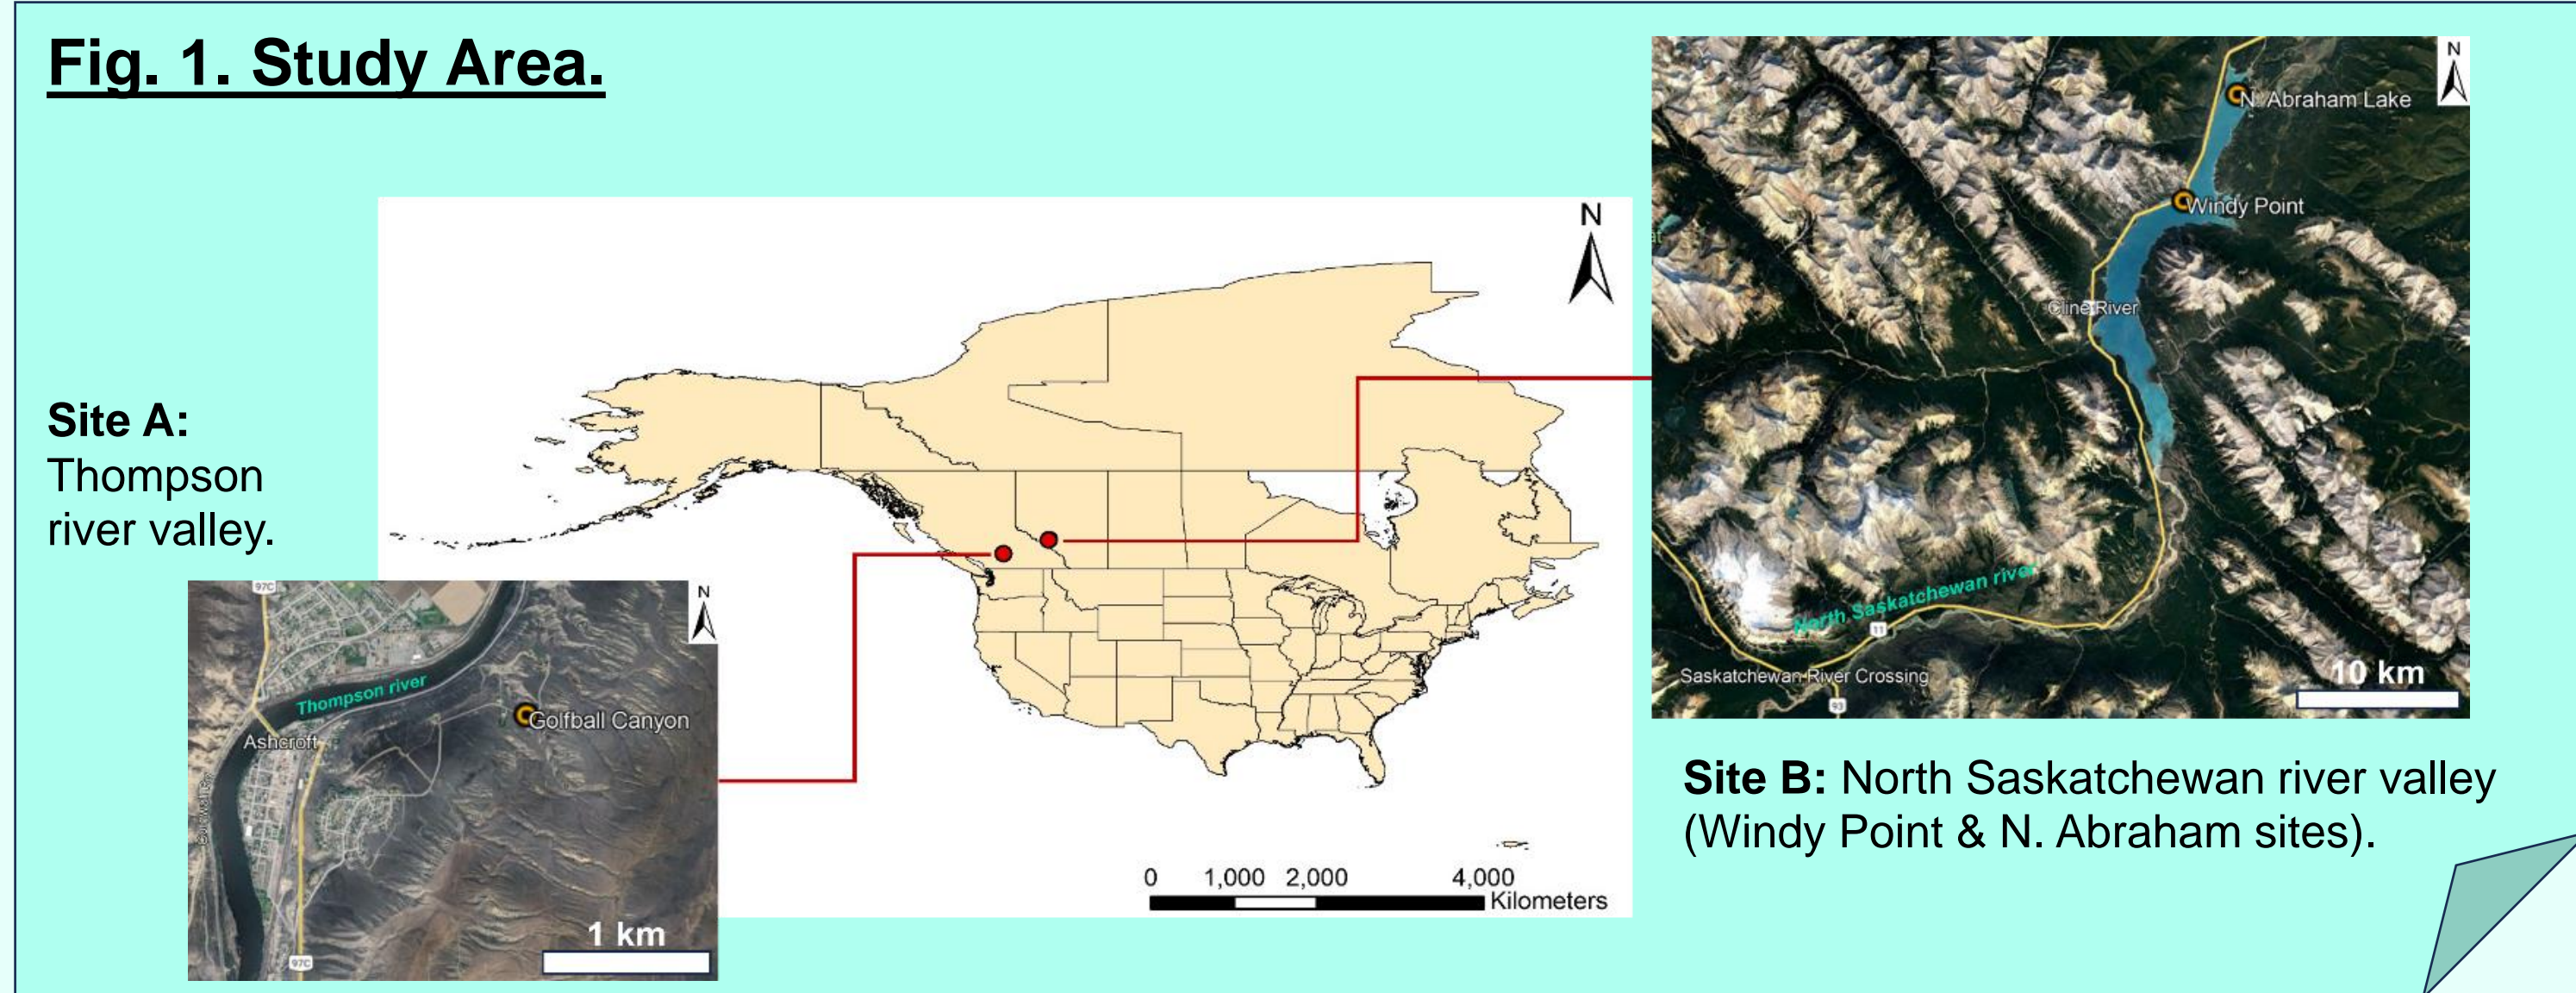 Fig. 1. Study Area.
Site A:
Thompson
river valley.
97C
Thompson river
Golfball Canyon
Ashcroft
97C
N
1 km
N
0 1,000 2,000 4,000
Kilometers
N
N. Abraham Lake
Windy Point
Cline River
North Saskatchewan river
11
Saskatchewan River Crossing
93
10 km
Site B: North Saskatchewan river valley
(Windy Point & N. Abraham sites).